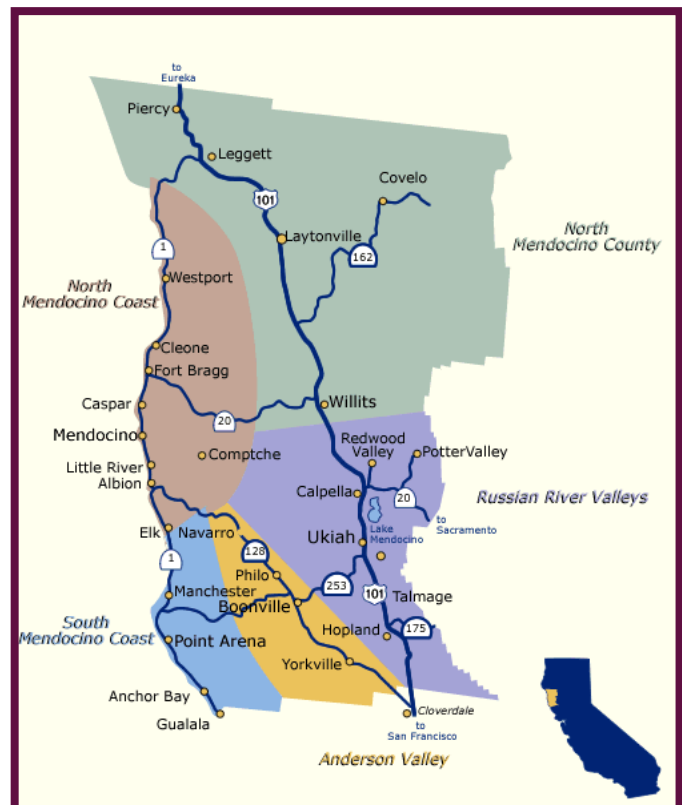 to
Eureka
Piercy
Leggett
Covelo
101
Laytonville
North
Mendocino County
1
162
Westport
North
Mendocino Coast
Cleone
Fort Bragg
Caspar
Willits
20
Mendocino
Redwood
Valley
PotterValley
Comptche
Little River
Albion
Calpella
20
Russian River Valleys
to
Sacramento
Lake
Mendocino
Elk
Navarro
Ukiah
128
1
Philo
253
Manchester
Boonville
101
Talmage
South
Mendocino Coast
Point Arena
Hopland
175
Yorkville
Anchor Bay
Gualala
Cloverdale
to
San Francisco
Anderson Valley